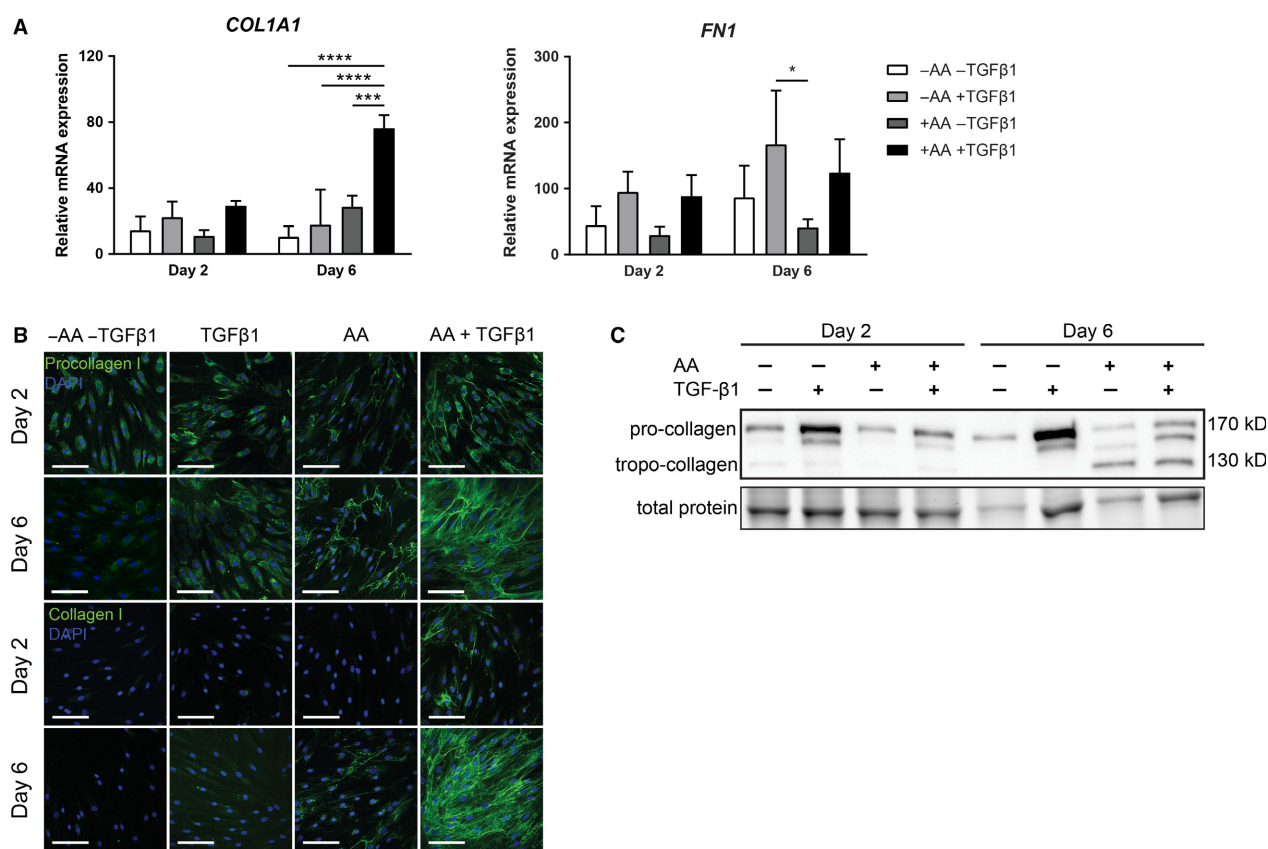 A
COL1A1
Relative mRNA expression
120
80
40
0
****
****
***
Day 2
Day 6
FN1
Relative mRNA expression
300
200
100
0
*
Day 2
Day 6
–AA –TGFβ1
–AA +TGFβ1
+AA –TGFβ1
+AA +TGFβ1
B
–AA –TGFβ1 TGFβ1 AA AA + TGFβ1
Procollagen I
DAPI
Day 2
Day 6
Collagen I
DAPI
Day 2
Day 6
C
Day 2 Day 6
AA – – + + – – + +
TGF-β1 – + – + – + – +
pro-collagen 170 kD
tropo-collagen 130 kD
total protein